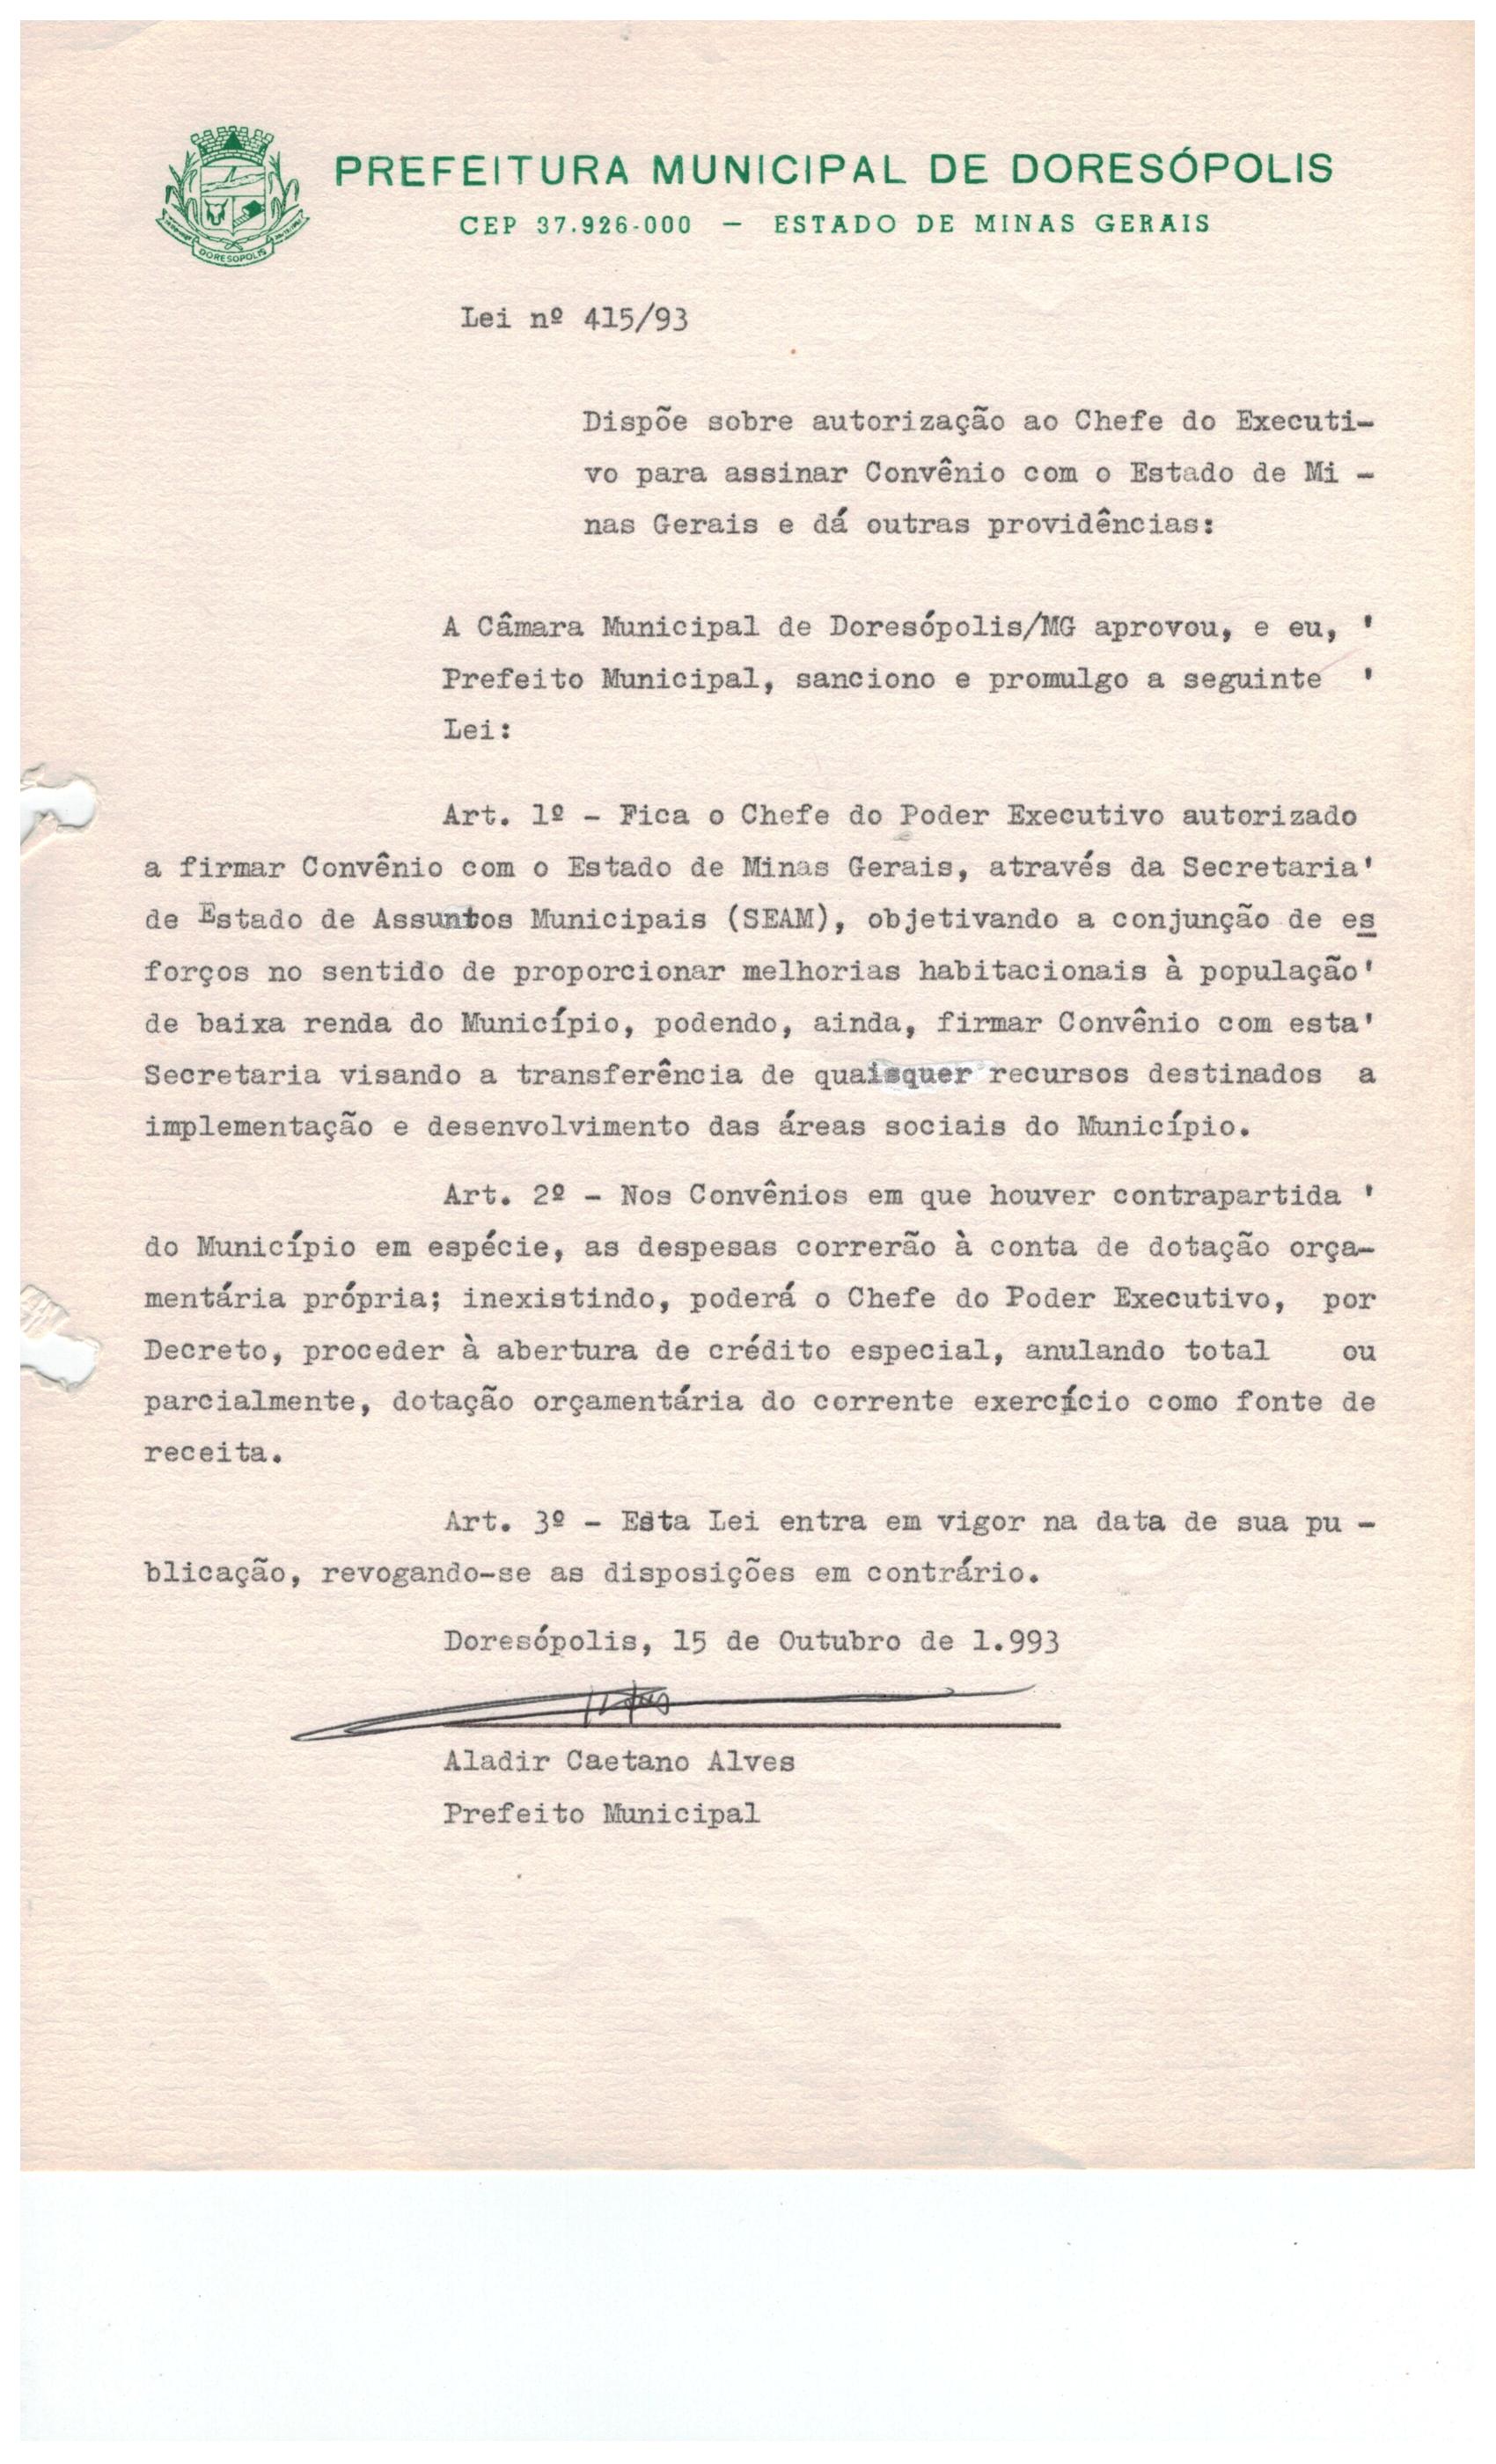 PREFEITURA MUNICIPAL DE DORESÓPOLIS
CEP 37.926-000 — ESTADO DE MINAS GERAIS
DORESOPOLIS
Lei nº 415/93
Dispõe sobre autorização ao Chefe do Executi-
vo para assinar Convênio com o Estado de Mi -
nas Gerais e dá outras providências:
A Câmara Municipal de Doresópolis/MG aprovou, e eu, '
Prefeito Municipal, sanciono e promulgo a seguinte '
Lei:
Art. 1º - Fica o Chefe do Poder Executivo autorizado
a firmar Convênio com o Estado de Minas Gerais, através da Secretaria'
de Estado de Assuntos Municipais (SEAM), objetivando a conjunção de es
forços no sentido de proporcionar melhorias habitacionais à população'
de baixa renda do Município, podendo, ainda, firmar Convênio com esta'
Secretaria visando a transferência de quaisquer recursos destinados a
implementação e desenvolvimento das áreas sociais do Município.
Art. 2º - Nos Convênios em que houver contrapartida '
do Município em espécie, as despesas correrão à conta de dotação orça-
mentária própria; inexistindo, poderá o Chefe do Poder Executivo, por
Decreto, proceder à abertura de crédito especial, anulando total ou
parcialmente, dotação orçamentária do corrente exercício como fonte de
receita.
Art. 3º - Esta Lei entra em vigor na data de sua pu -
blicação, revogando-se as disposições em contrário.
Doresópolis, 15 de Outubro de 1.993
Aladir Caetano Alves
Prefeito Municipal